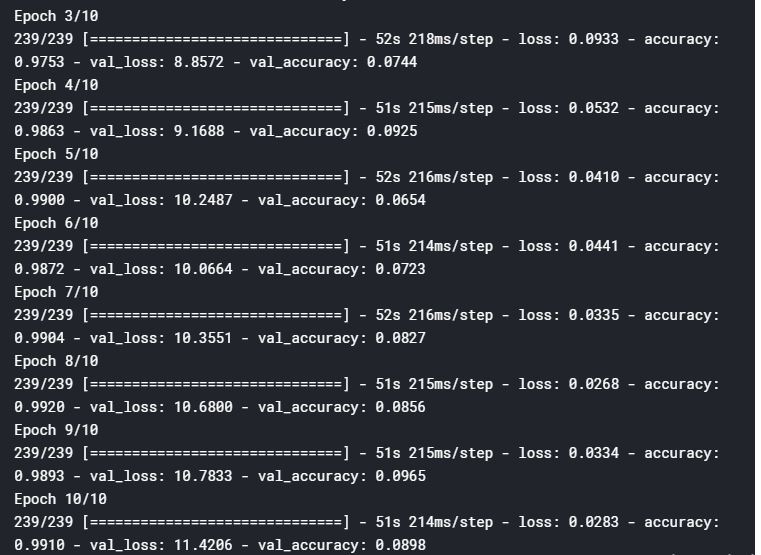 Epoch 3/10
239/239 [==============================] - 52s 218ms/step - loss: 0.0933 - accuracy:
0.9753 - val_loss: 8.8572 - val_accuracy: 0.0744
Epoch 4/10
239/239 [==============================] - 51s 215ms/step - loss: 0.0532 - accuracy:
0.9863 - val_loss: 9.1688 - val_accuracy: 0.0925
Epoch 5/10
239/239 [==============================] - 52s 216ms/step - loss: 0.0410 - accuracy:
0.9900 - val_loss: 10.2487 - val_accuracy: 0.0654
Epoch 6/10
239/239 [==============================] - 51s 214ms/step - loss: 0.0441 - accuracy:
0.9872 - val_loss: 10.0664 - val_accuracy: 0.0723
Epoch 7/10
239/239 [==============================] - 52s 216ms/step - loss: 0.0335 - accuracy:
0.9904 - val_loss: 10.3551 - val_accuracy: 0.0827
Epoch 8/10
239/239 [==============================] - 51s 215ms/step - loss: 0.0268 - accuracy:
0.9920 - val_loss: 10.6800 - val_accuracy: 0.0856
Epoch 9/10
239/239 [==============================] - 51s 215ms/step - loss: 0.0334 - accuracy:
0.9893 - val_loss: 10.7833 - val_accuracy: 0.0965
Epoch 10/10
239/239 [==============================] - 51s 214ms/step - loss: 0.0283 - accuracy:
0.9910 - val_loss: 11.4206 - val_accuracy: 0.0898